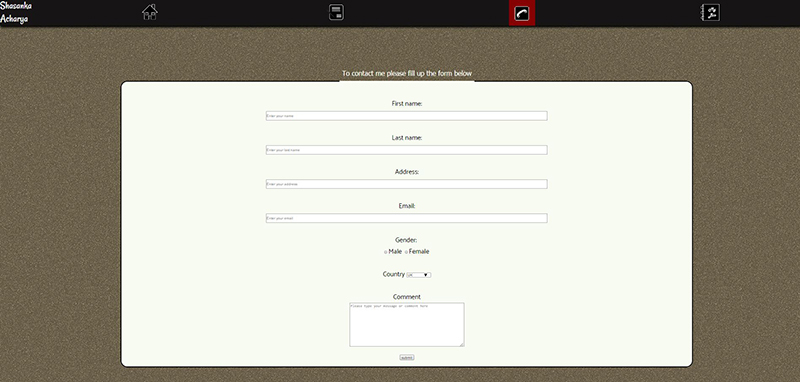 Shasanka
Acharya
To contact me please fill up the form below
First name:
Enter your name
Last name:
Enter your last name
Address:
Enter your address
Email:
Enter your email
Gender:
Male Female
Country
Comment
Please type your message or comment here
submit